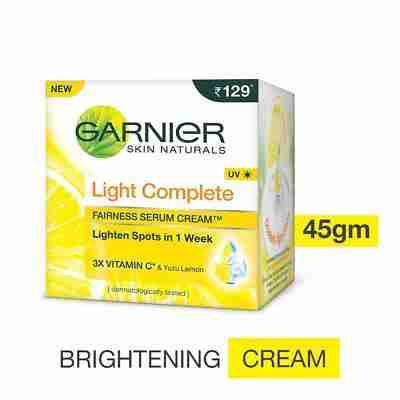 NEW
₹129*
GARNIER
SKIN NATURALS
UV
Light Complete
FAIRNESS SERUM CREAM™
Lighten Spots in 1 Week
3X VITAMIN C* & Yuzu Lemon
[ dermatologically tested ]
45gm
BRIGHTENING CREAM